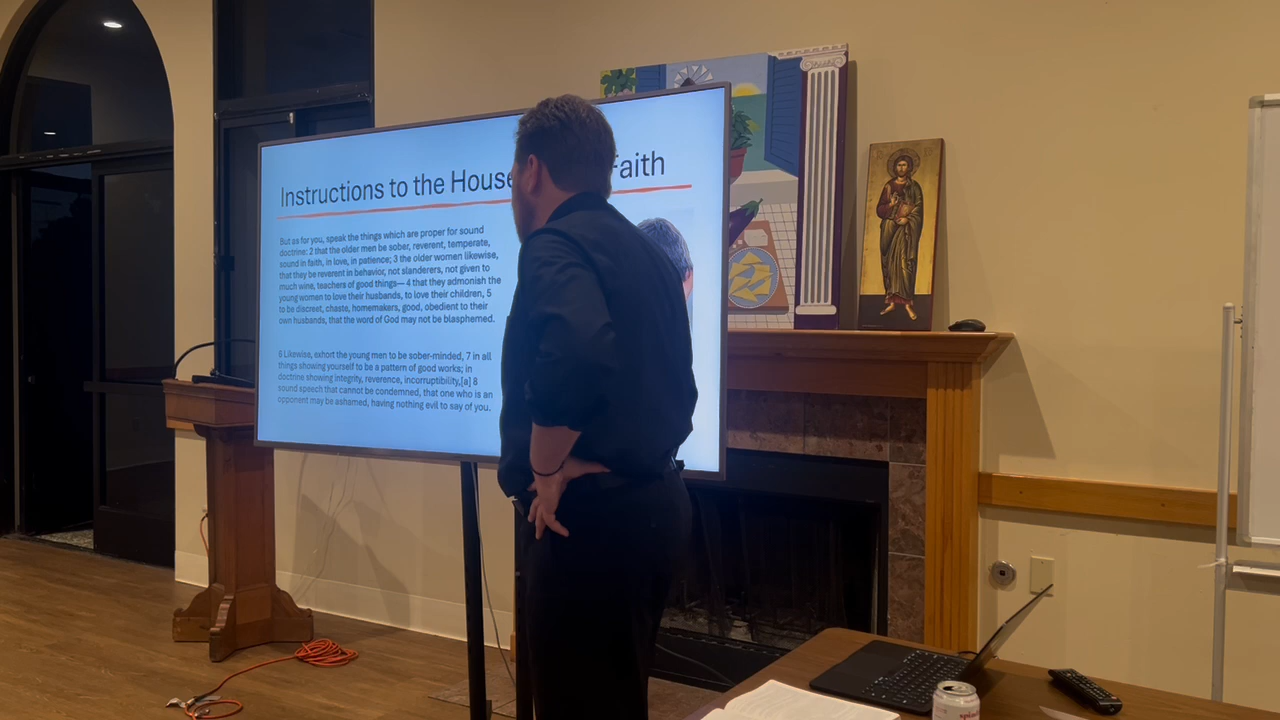 Instructions to the House Faith
But as for you, speak the things which are proper for sound
doctrine: 2 that the older men be sober, reverent, temperate,
sound in faith, in love, in patience; 3 the older women likewise,
that they be reverent in behavior, not slanderers, not given to
much wine, teachers of good things— 4 that they admonish the
young women to love their husbands, to love their children, 5
to be discreet, chaste, homemakers, good, obedient to their
own husbands, that the word of God may not be blasphemed.
6 Likewise, exhort the young men to be sober-minded, 7 in all
things showing yourself to be a pattern of good works; in
doctrine showing integrity, reverence, incorruptibility,[a] 8
sound speech that cannot be condemned, that one who is an
opponent may be ashamed, having nothing evil to say of you.